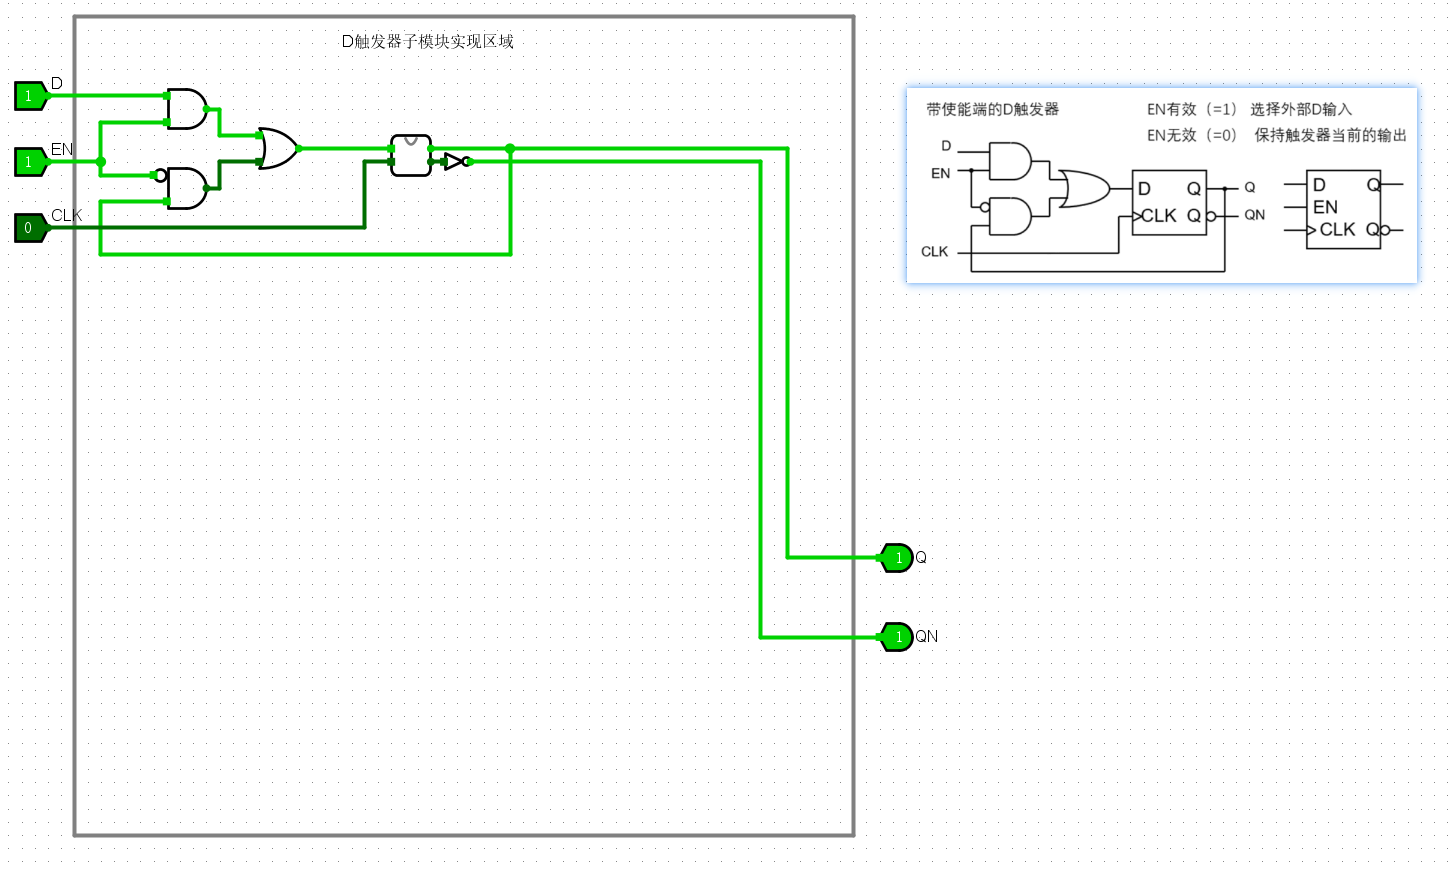 D触发器子模块实现区域
D
1
EN
1
CLK
0
Q
1
QN
1
带使能端的D触发器
EN有效（=1） 选择外部D输入
EN无效（=0） 保持触发器当前的输出
D
EN
CLK
D Q
CLK Q
Q
QN
D Q
EN
CLK Q